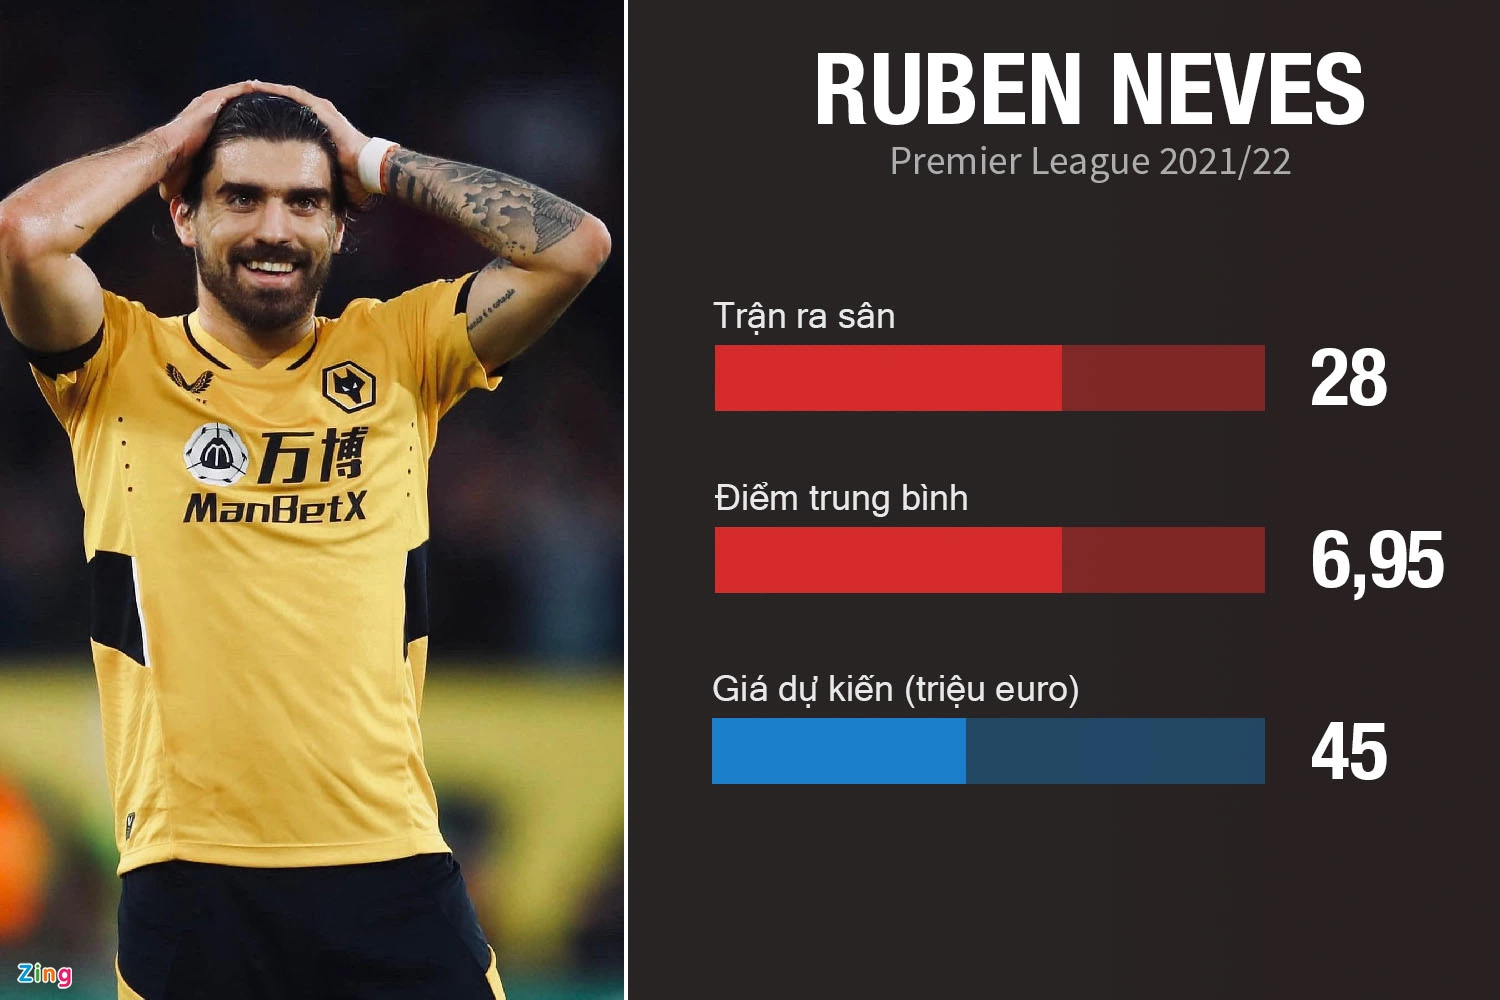 RUBEN NEVES
Premier League 2021/22
Trận ra sân
28
Điểm trung bình
6,95
Giá dự kiến (triệu euro)
45
万博
ManBetX
Zing